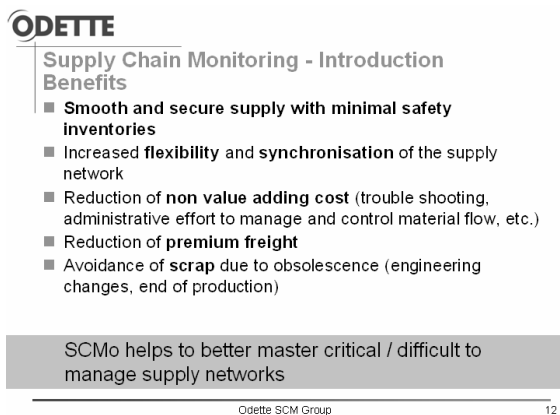 ODETTE
Supply Chain Monitoring - Introduction
Benefits
Smooth and secure supply with minimal safety
inventories
Increased flexibility and synchronisation of the supply
network
Reduction of non value adding cost (trouble shooting,
administrative effort to manage and control material flow, etc.)
Reduction of premium freight
Avoidance of scrap due to obsolescence (engineering
changes, end of production)
SCMo helps to better master critical / difficult to
manage supply networks
Odette SCM Group
12